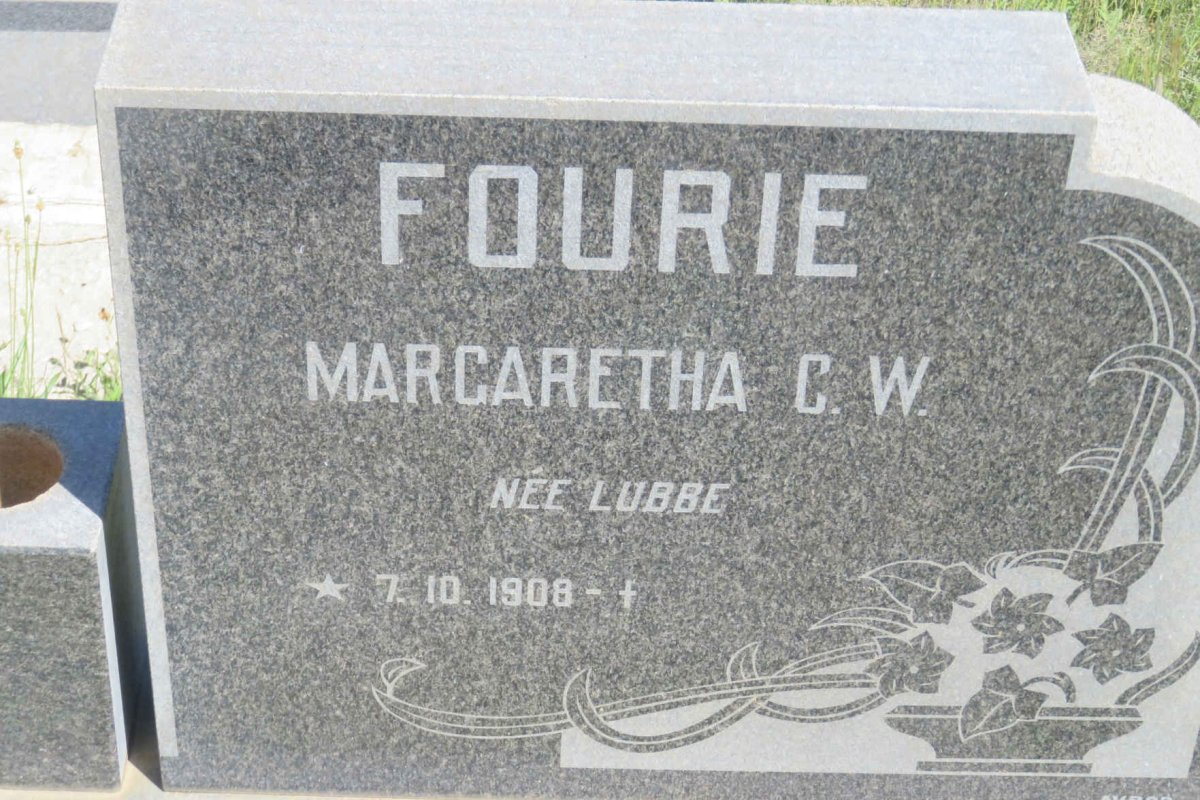 FOURIE
MARGARETHA C. W.
NÉE LUBBE
★ 7. 10. 1908 - †